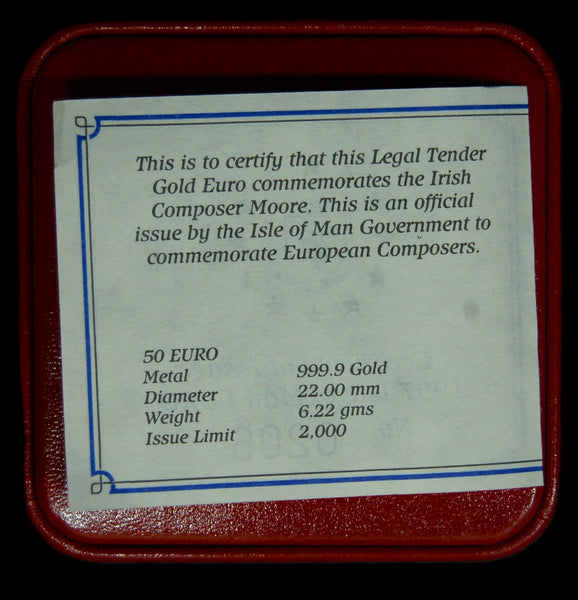 This is to certify that this Legal Tender
Gold Euro commemorates the Irish
Composer Moore. This is an official
issue by the Isle of Man Government to
commemorate European Composers.
50 EURO
Metal 999.9 Gold
Diameter 22.00 mm
Weight 6.22 gms
Issue Limit 2,000